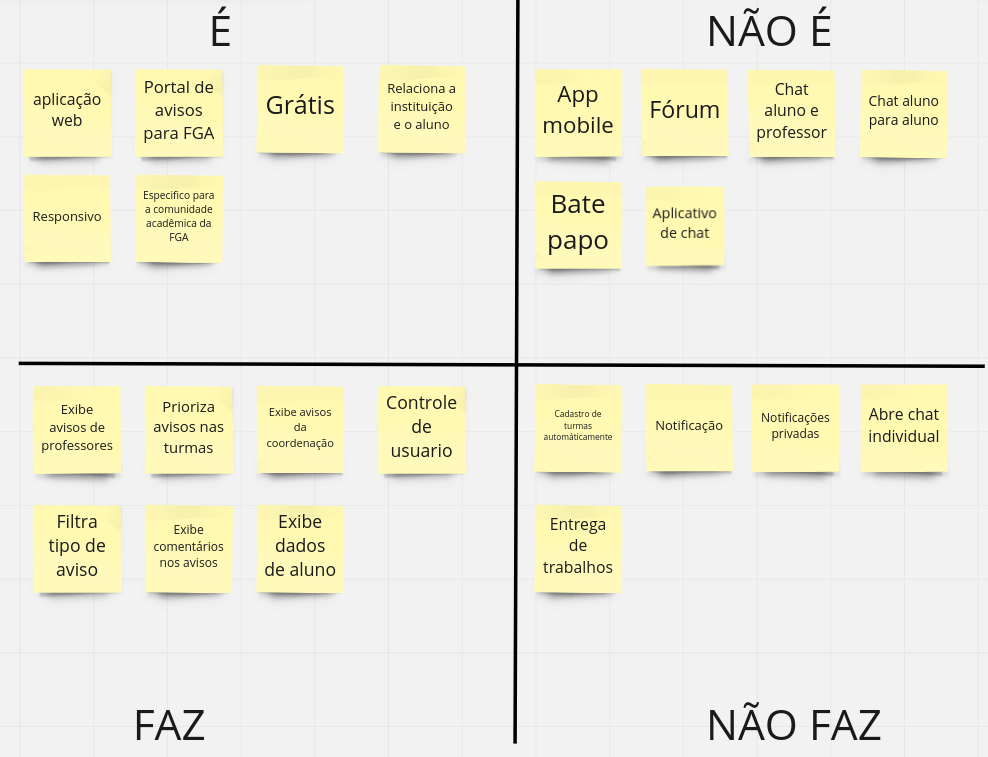 É
NÃO É
aplicação
web
Portal de
avisos
para FGA
Grátis
Relaciona a
instituição
e o aluno
Responsivo
Especifico para
a comunidade
acadêmica da
FGA
App
mobile
Fórum
Chat
aluno e
professor
Chat aluno
para aluno
Bate
papo
Aplicativo
de chat
Exibe
avisos de
professores
Prioriza
avisos nas
turmas
Exibe avisos
da
coordenação
Controle
de
usuario
Filtra
tipo de
aviso
Exibe
comentários
nos avisos
Exibe
dados
de aluno
Cadastro de
turmas
automáticamente
Notificação
Notificações
privadas
Abre chat
individual
Entrega
de
trabalhos
FAZ
NÃO FAZ